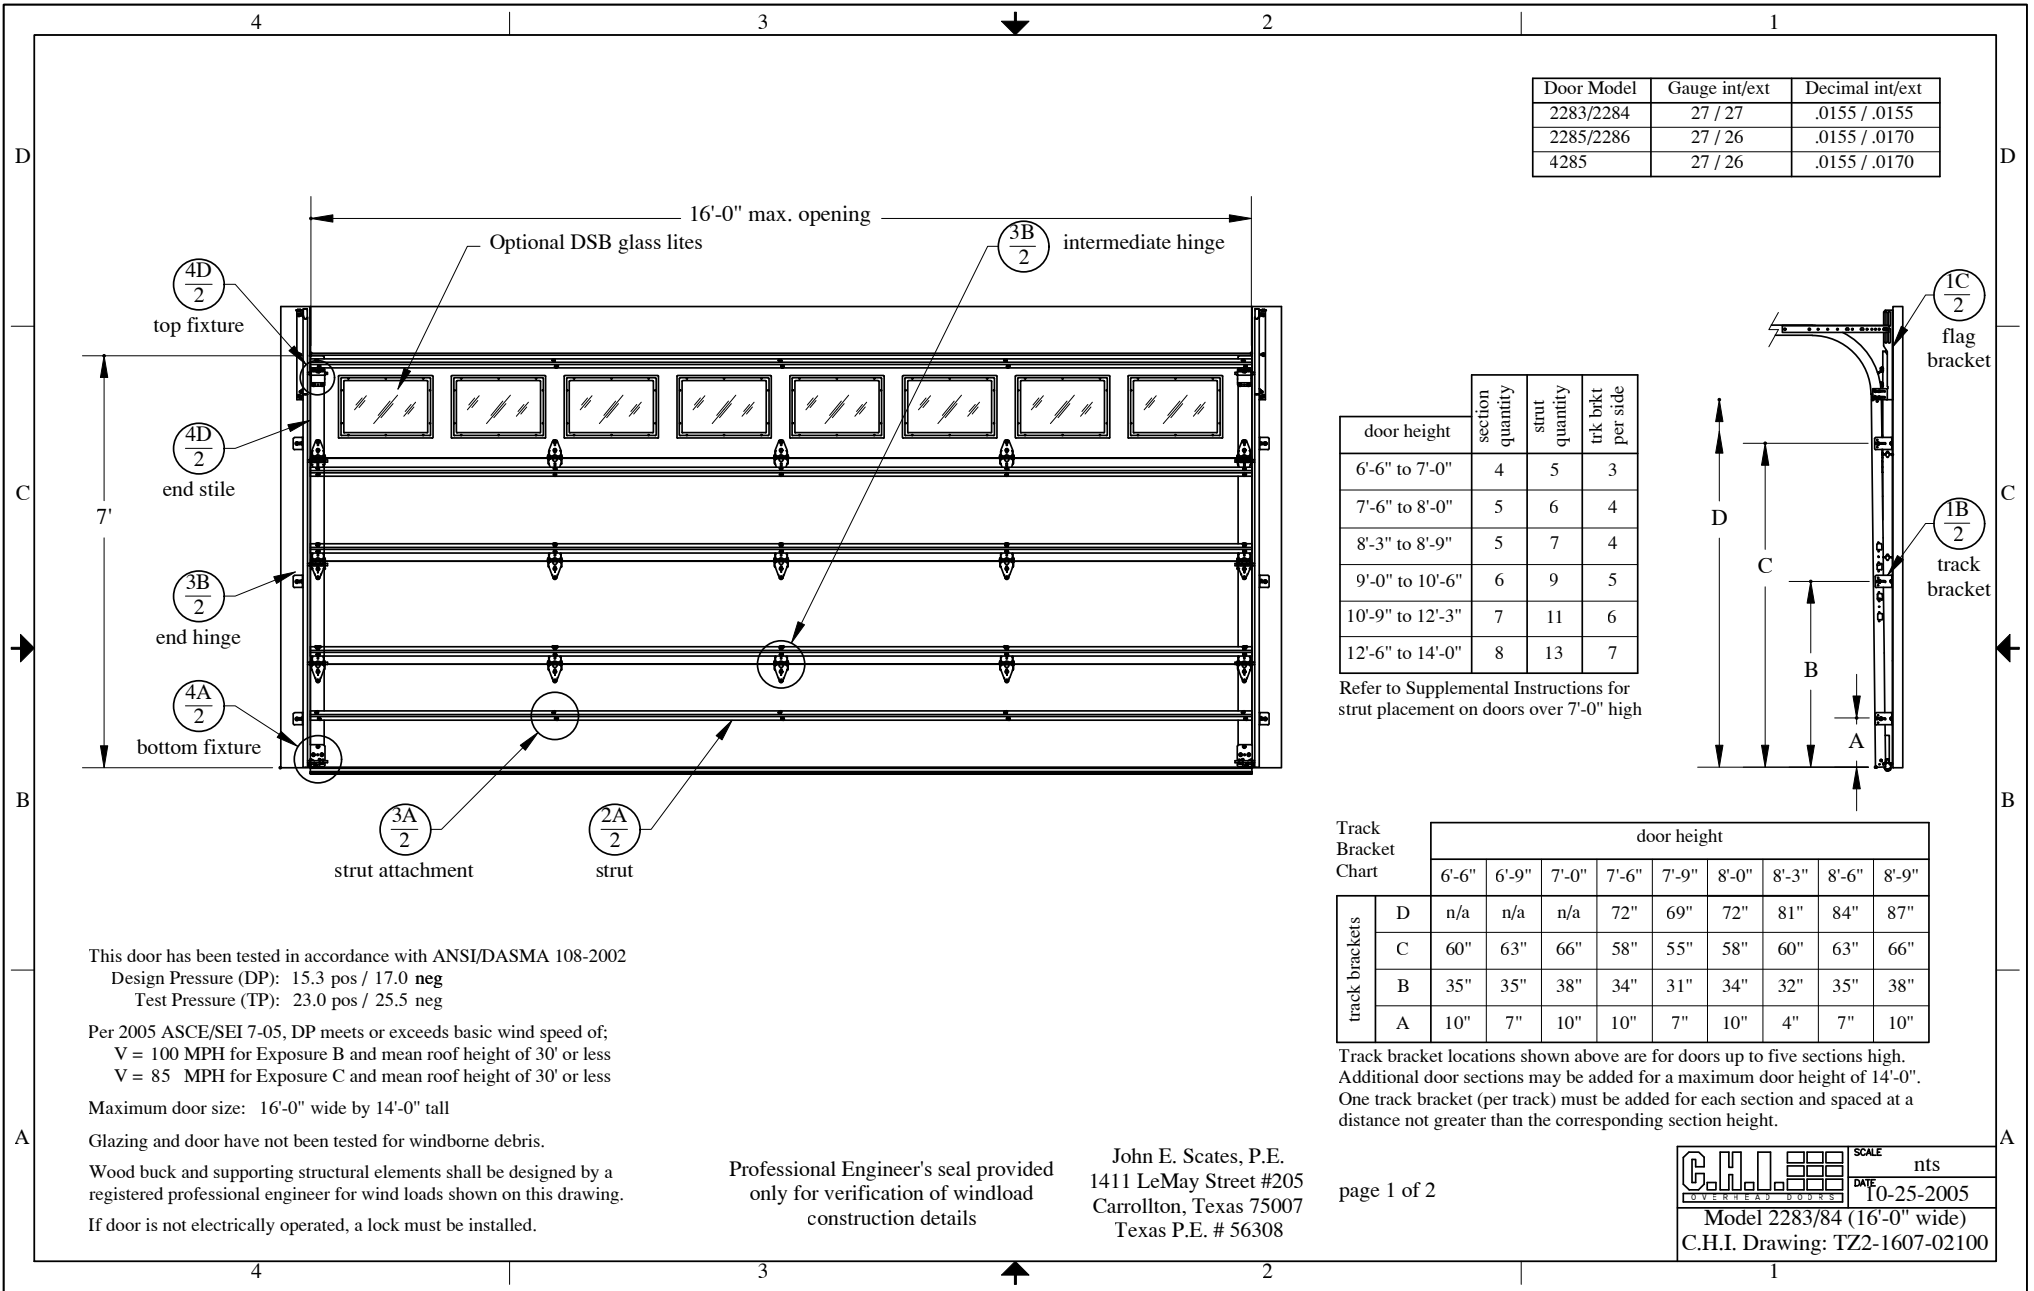 4 3 2 1
Door Model Gauge int/ext Decimal int/ext
2283/2284 27 / 27 .0155 / .0155
2285/2286 27 / 26 .0155 / .0170
4285 27 / 26 .0155 / .0170
D D
16'-0" max. opening
Optional DSB glass lites
3B
2
intermediate hinge
4D
2
top fixture
1C
2
flag
bracket
4D
2
end stile
C C
7'
3B
2
end hinge
4A
2
bottom fixture
door height
section
quantity
strut
quantity
trk brkt
per side
6'-6" to 7'-0" 4 5 3
7'-6" to 8'-0" 5 6 4
8'-3" to 8'-9" 5 7 4
9'-0" to 10'-6" 6 9 5
10'-9" to 12'-3" 7 11 6
12'-6" to 14'-0" 8 13 7
Refer to Supplemental Instructions for
strut placement on doors over 7'-0" high
D
C
B
A
1B
2
track
bracket
B B
3A
2
strut attachment
2A
2
strut
Track
Bracket
Chart
door height
6'-6" 6'-9" 7'-0" 7'-6" 7'-9" 8'-0" 8'-3" 8'-6" 8'-9"
track brackets
D n/a n/a n/a 72" 69" 72" 81" 84" 87"
C 60" 63" 66" 58" 55" 58" 60" 63" 66"
B 35" 35" 38" 34" 31" 34" 32" 35" 38"
A 10" 7" 10" 10" 7" 10" 4" 7" 10"
Track bracket locations shown above are for doors up to five sections high.
Additional door sections may be added for a maximum door height of 14'-0".
One track bracket (per track) must be added for each section and spaced at a
distance not greater than the corresponding section height.
This door has been tested in accordance with ANSI/DASMA 108-2002
Design Pressure (DP): 15.3 pos / 17.0 neg
Test Pressure (TP): 23.0 pos / 25.5 neg
Per 2005 ASCE/SEI 7-05, DP meets or exceeds basic wind speed of;
V = 100 MPH for Exposure B and mean roof height of 30' or less
V = 85 MPH for Exposure C and mean roof height of 30' or less
Maximum door size: 16'-0" wide by 14'-0" tall
Glazing and door have not been tested for windborne debris.
Wood buck and supporting structural elements shall be designed by a
registered professional engineer for wind loads shown on this drawing.
If door is not electrically operated, a lock must be installed.
A A
Professional Engineer's seal provided
only for verification of windload
construction details
John E. Scates, P.E.
1411 LeMay Street #205
Carrollton, Texas 75007
Texas P.E. # 56308
page 1 of 2
C.H.I.
OVERHEAD DOORS
SCALE
nts
DATE
10-25-2005
Model 2283/84 (16'-0" wide)
C.H.I. Drawing: TZ2-1607-02100
4 3 2 1